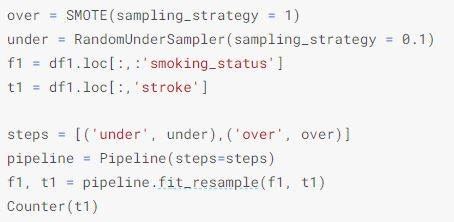 over = SMOTE(sampling_strategy = 1)
under = RandomUnderSampler(sampling_strategy = 0.1)
f1 = df1.loc[:,:'smoking_status']
t1 = df1.loc[:,'stroke']
steps = [('under', under),('over', over)]
pipeline = Pipeline(steps=steps)
f1, t1 = pipeline.fit_resample(f1, t1)
Counter(t1)